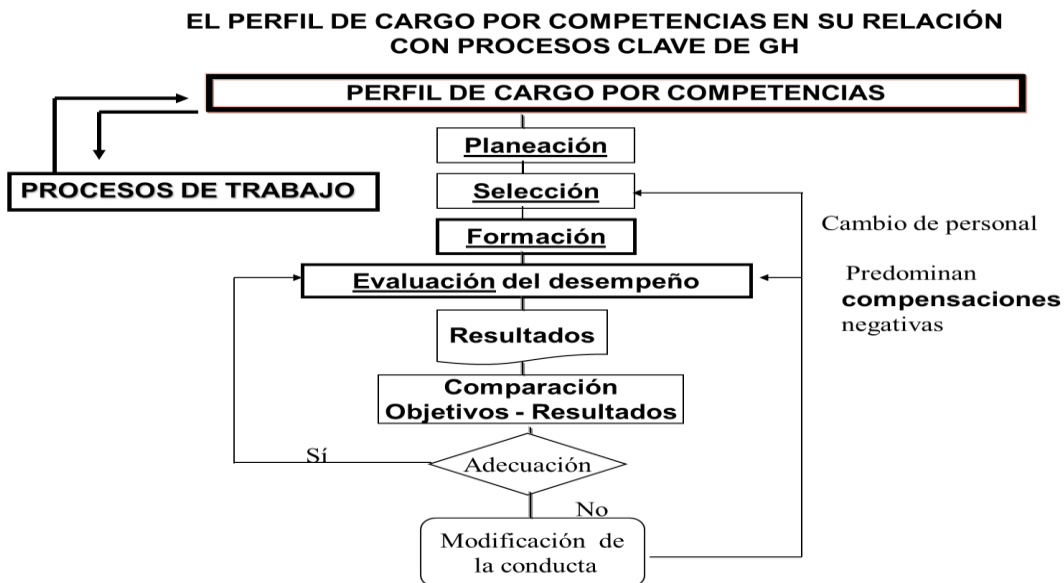 EL PERFIL DE CARGO POR COMPETENCIAS EN SU RELACIÓN
CON PROCESOS CLAVE DE GH
PERFIL DE CARGO POR COMPETENCIAS
Planeación
PROCESOS DE TRABAJO
Selección
Cambio de personal
Formación
Evaluación del desempeño
Predominan
compensaciones
negativas
Resultados
Comparación
Objetivos - Resultados
Sí
Adecuación
No
Modificación de
la conducta